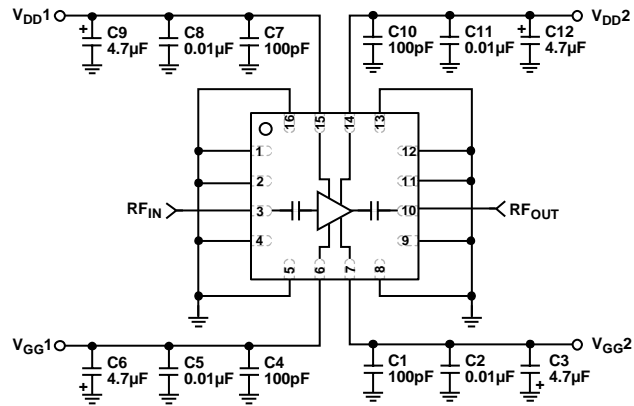 VDD1
+
C9
4.7µF
C8
0.01µF
C7
100pF
C10
100pF
C11
0.01µF
+
C12
4.7µF
VDD2
16
15
14
13
1
2
3
4
12
11
10
9
RFIN
RFOUT
5
6
7
8
VGG1
C6
4.7µF
+
C5
0.01µF
C4
100pF
C1
100pF
C2
0.01µF
C3
4.7µF
+
VGG2